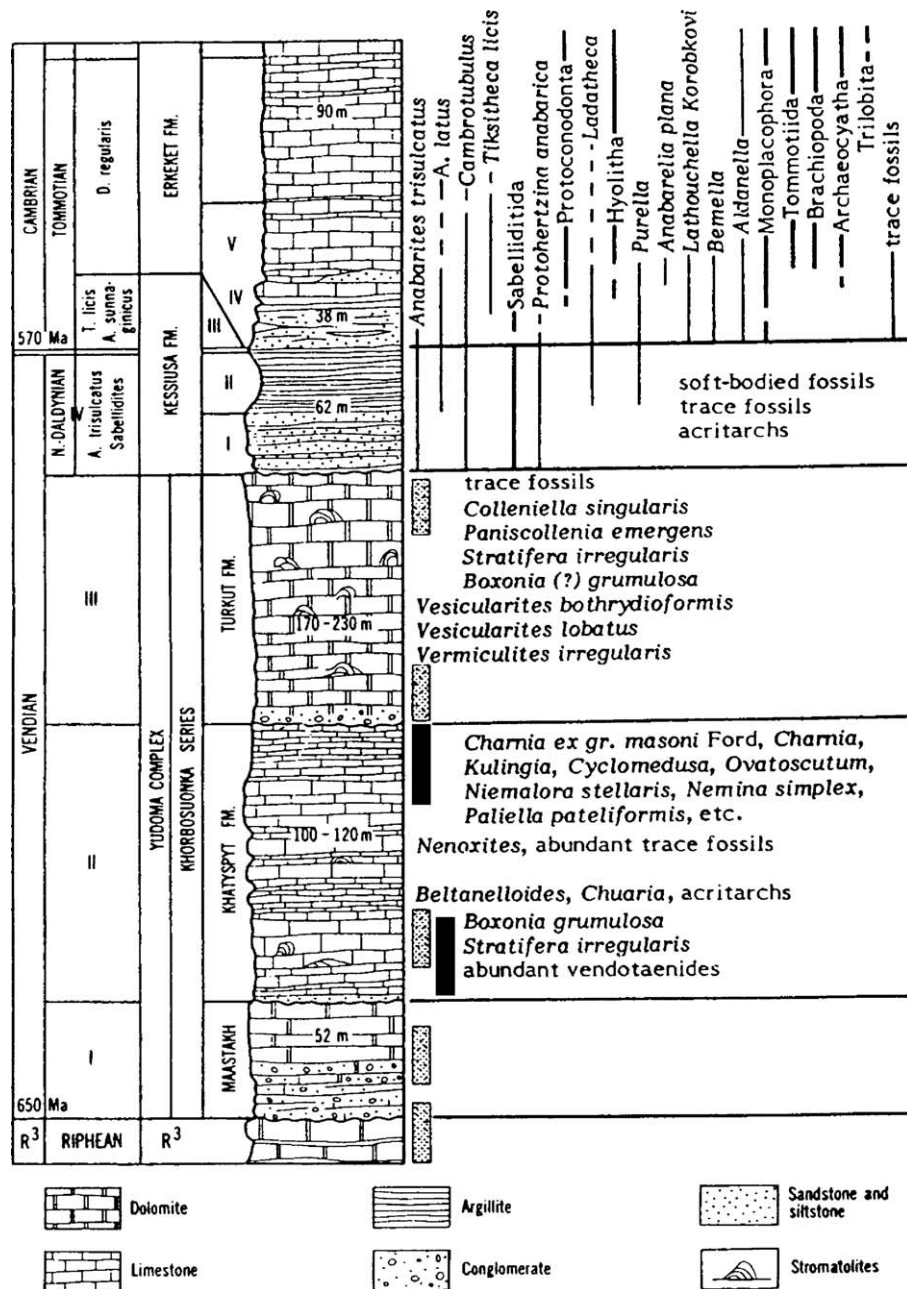 CAMBRIAN
TOMMOTIAN
D. regularis
ERKEKET FM.
90 m
V
T. licis
A. sunna-
ginicus
IV
III
38 m
570 Ma
KESSIUSA FM.
N.-DALDYNIAN
IV
A. trisulcatus
Sabellidites
II
62 m
I
Anabarites trisulcatus
A. latus
Cambrotubulus
Tiksitheca licis
Sabelliditida
Protohertzina anabarica
Protoconodonta
Ladatheca
Hyolitha
Purella
Anabarelia plana
Lathouchella Korobkovi
Bemella
Aldanella
Monoplacophora
Tommotiida
Brachiopoda
Archaeocyatha
Trilobita
trace fossils
soft-bodied fossils
trace fossils
acritarchs
VENDIAN
III
YUDOMA COMPLEX
KHORBOSUONKA SERIES
TURKUT FM.
170-230 m
trace fossils
Colleniella singularis
Paniscollenia emergens
Stratifera irregularis
Boxonia (?) grumulosa
Vesicularites bothrydioformis
Vesicularites lobatus
Vermiculites irregularis
II
KHATYSPYT FM.
100-120 m
Charnia ex gr. masoni Ford, Charnia,
Kulingia, Cyclomedusa, Ovatoscutum,
Niemalora stellaris, Nemina simplex,
Paliella pateliformis, etc.
Nenoxites, abundant trace fossils
Beltanelloides, Chuaria, acritarchs
Boxonia grumulosa
Stratifera irregularis
abundant vendotaenides
I
MAASTAKH
52 m
650 Ma
R3
RIPHEAN
R3
Dolomite
Argillite
Sandstone and
siltstone
Limestone
Conglomerate
Stromatolites